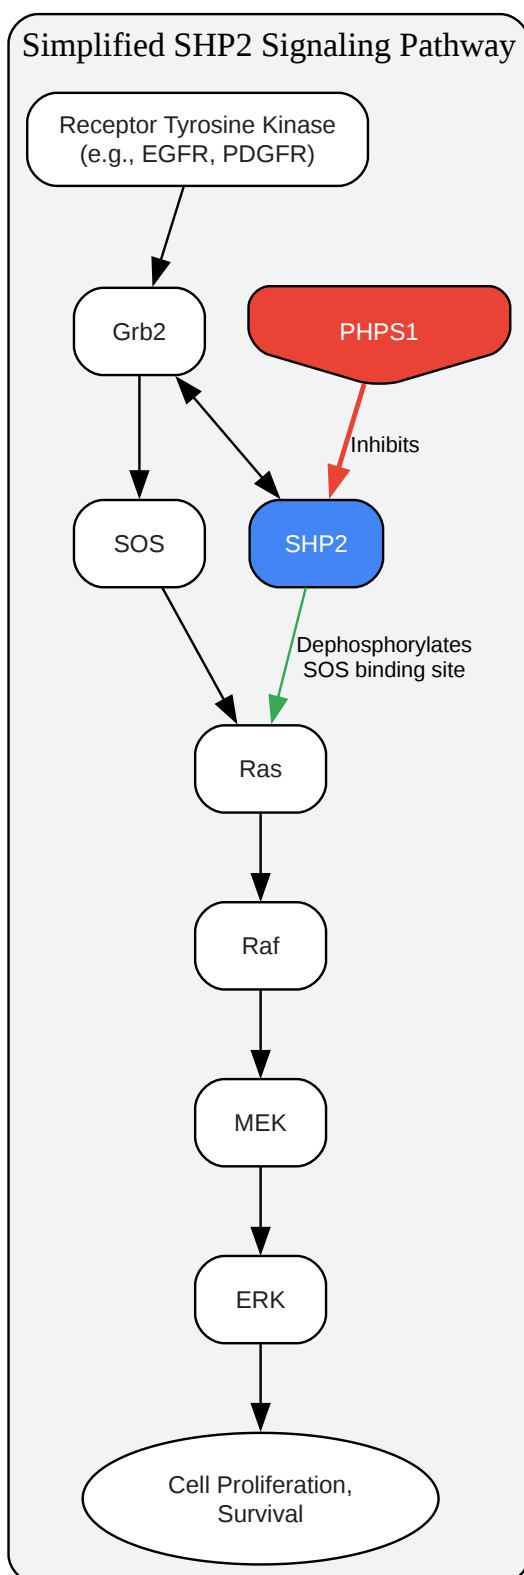 Simplified SHP2 Signaling Pathway
Receptor Tyrosine Kinase
(e.g., EGFR, PDGFR)
Grb2
PHPS1
Inhibits
SOS
SHP2
Dephosphorylates
SOS binding site
Ras
Raf
MEK
ERK
Cell Proliferation,
Survival